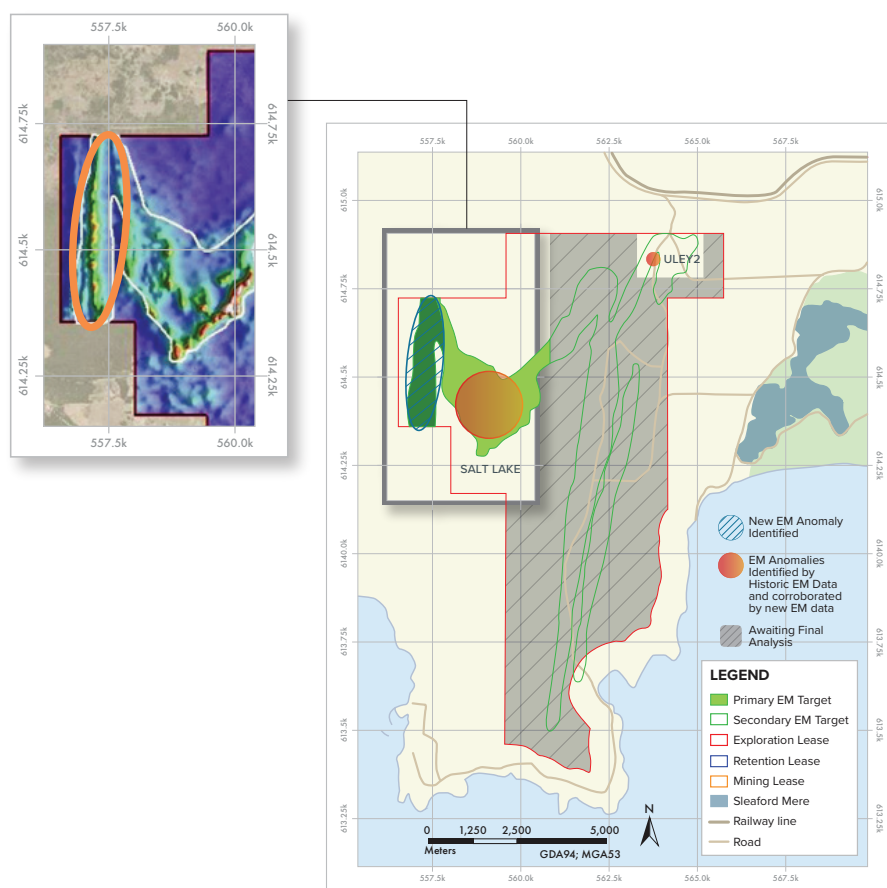 557.5k 560.0k
614.75k 614.75k
614.5k 614.5k
614.25k 614.25k
557.5k 560.0k
557.5k 560.0k 562.5k 565.0k 567.5k
615.0k 615.0k
614.75k 614.75k
614.5k 614.5k
614.25k 614.25k
6140.0k 6140.0k
613.75k 613.75k
613.5k 613.5k
613.25k 613.25k
557.5k 560.0k 562.5k 565.0k 567.5k
ULEY2
SALT LAKE
New EM Anomaly
Identified
EM Anomalies
Identified by
Historic EM Data
and corroborated
by new EM data
Awaiting Final
Analysis
LEGEND
Primary EM Target
Secondary EM Target
Exploration Lease
Retention Lease
Mining Lease
Sleaford Mere
Railway line
Road
N
0 1,250 2,500 5,000
Meters
GDA94; MGA53